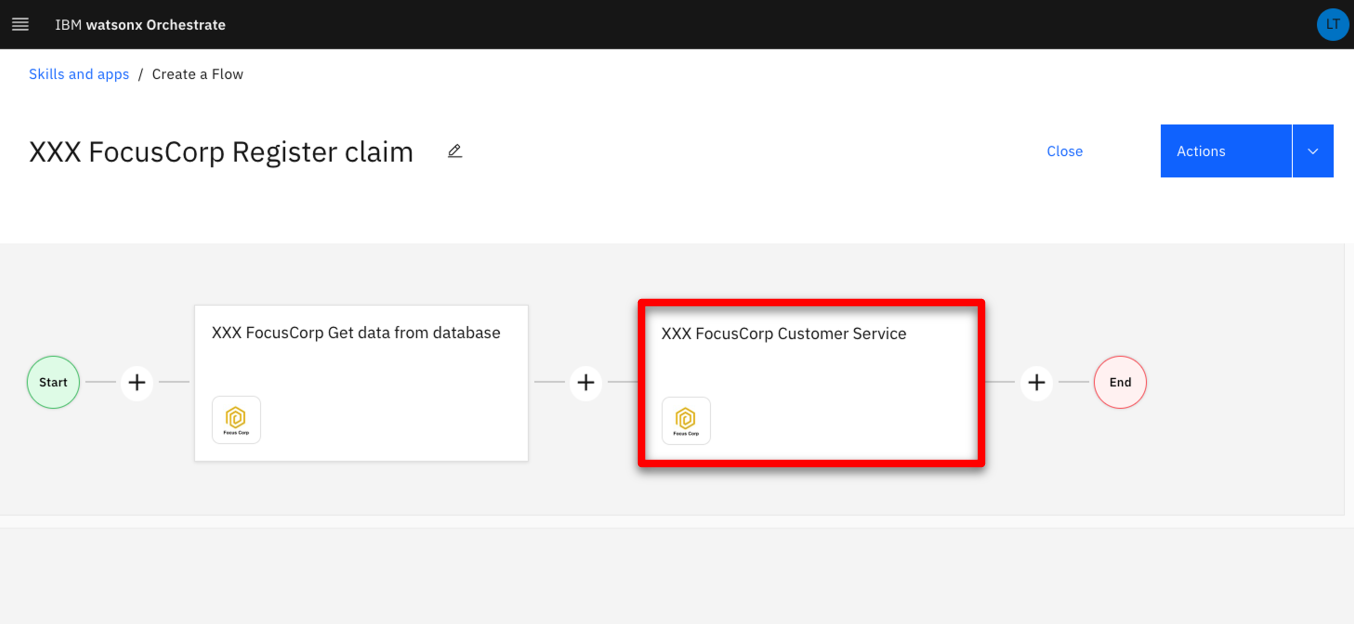 IBM watsonx Orchestrate
LT
Skills and apps / Create a Flow
XXX FocusCorp Register claim
Close
Actions
XXX FocusCorp Get data from database
XXX FocusCorp Customer Service
Start
End
Focus Corp
Focus Corp